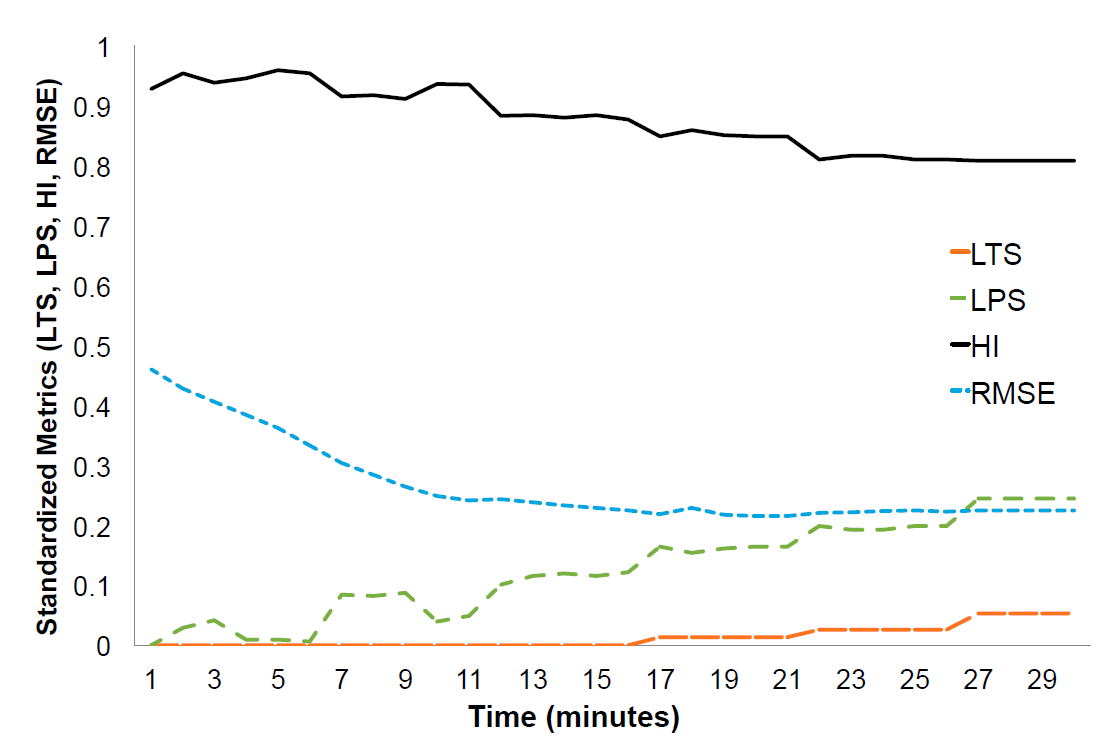 Standardized Metrics (LTS, LPS, HI, RMSE)
1
0.9
0.8
0.7
0.6
0.5
0.4
0.3
0.2
0.1
0
LTS
LPS
HI
RMSE
1 3 5 7 9 11 13 15 17 19 21 23 25 27 29
Time (minutes)